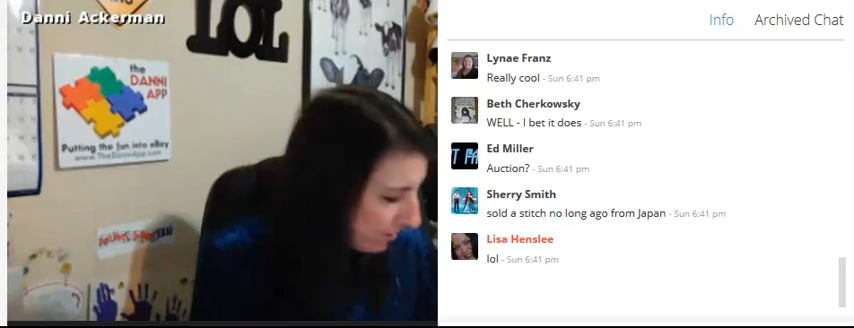 Danni Ackerman
LOL
the
DANNI
APP
Putting the fun into eBay
www.TheDanniApp.com
Info Archived Chat
Lynae Franz
Really cool - Sun 6:41 pm
Beth Cherkowsky
WELL - I bet it does - Sun 6:41 pm
Ed Miller
Auction? - Sun 6:41 pm
Sherry Smith
sold a stitch no long ago from Japan - Sun 6:41 pm
Lisa Henslee
lol - Sun 6:41 pm